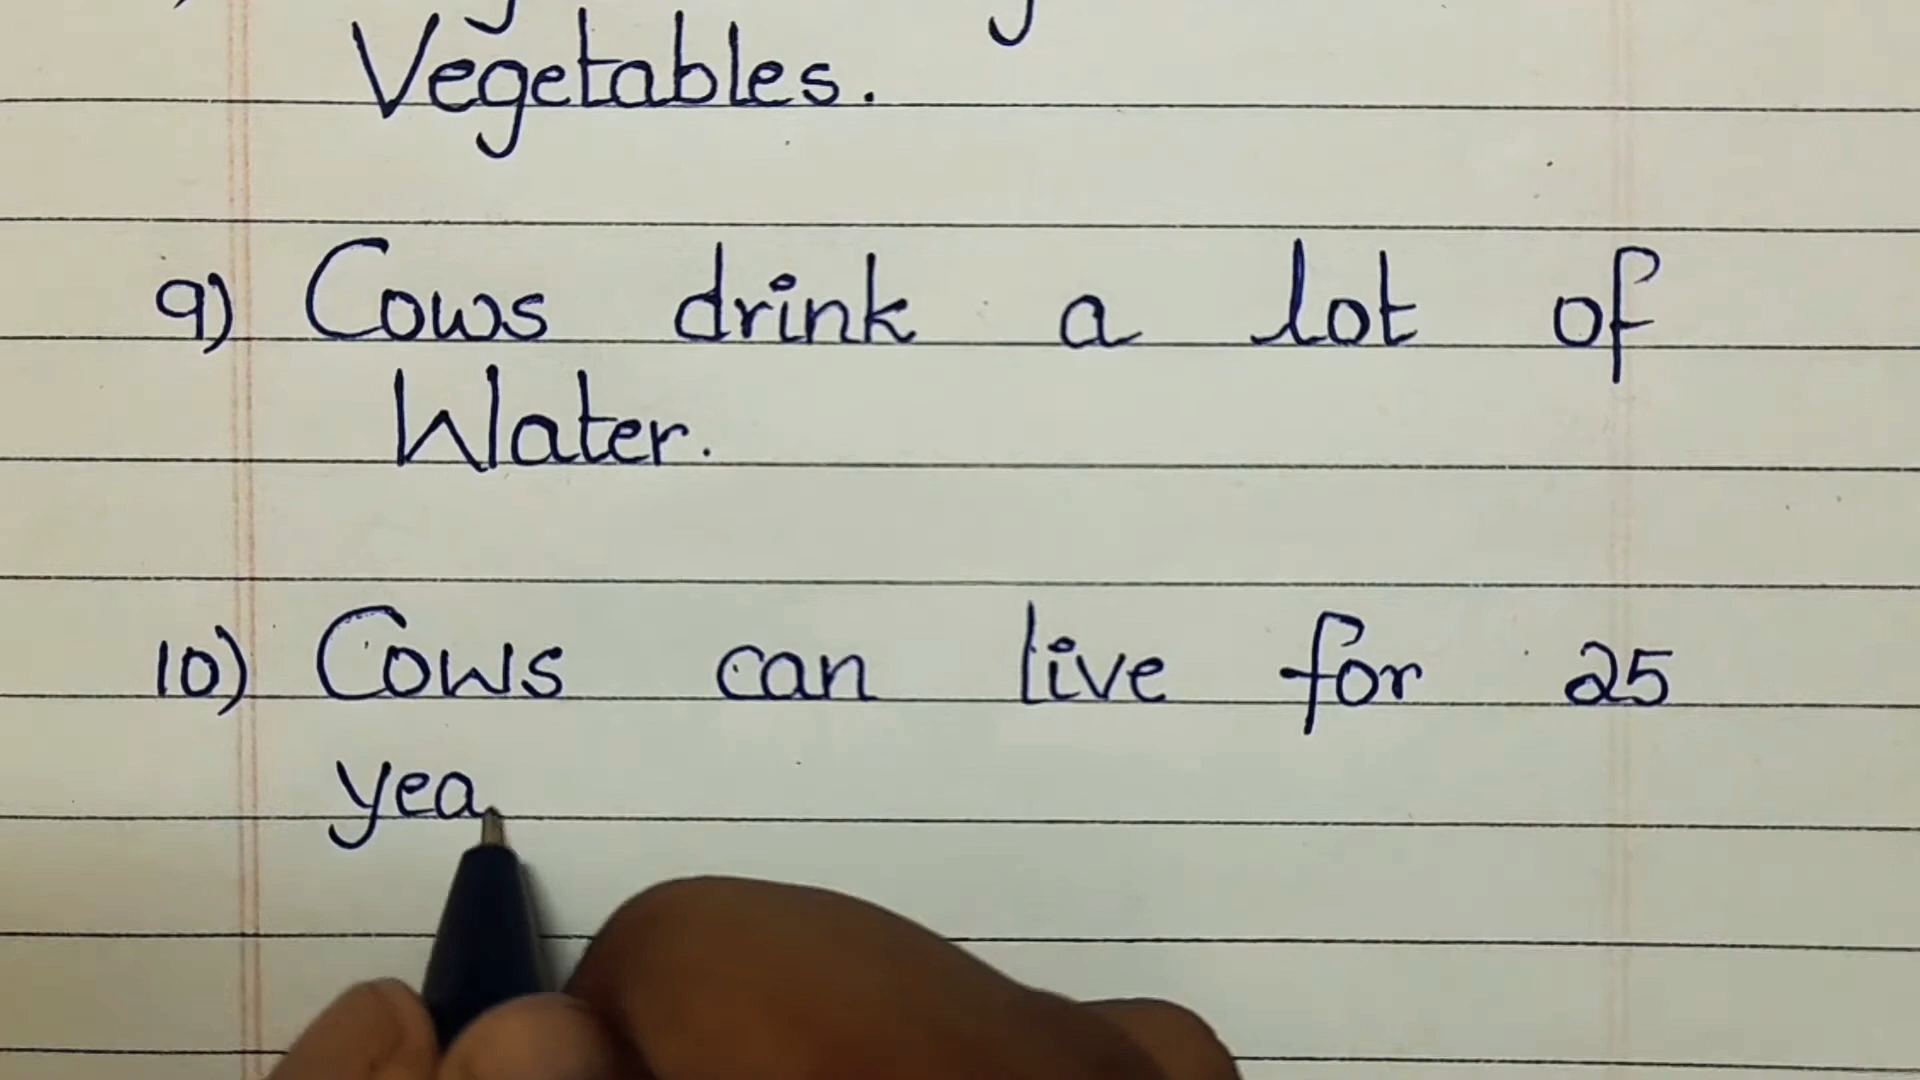 Vegetables.
9) Cows drink a lot of
Water.
10) Cows can live for 25
yea